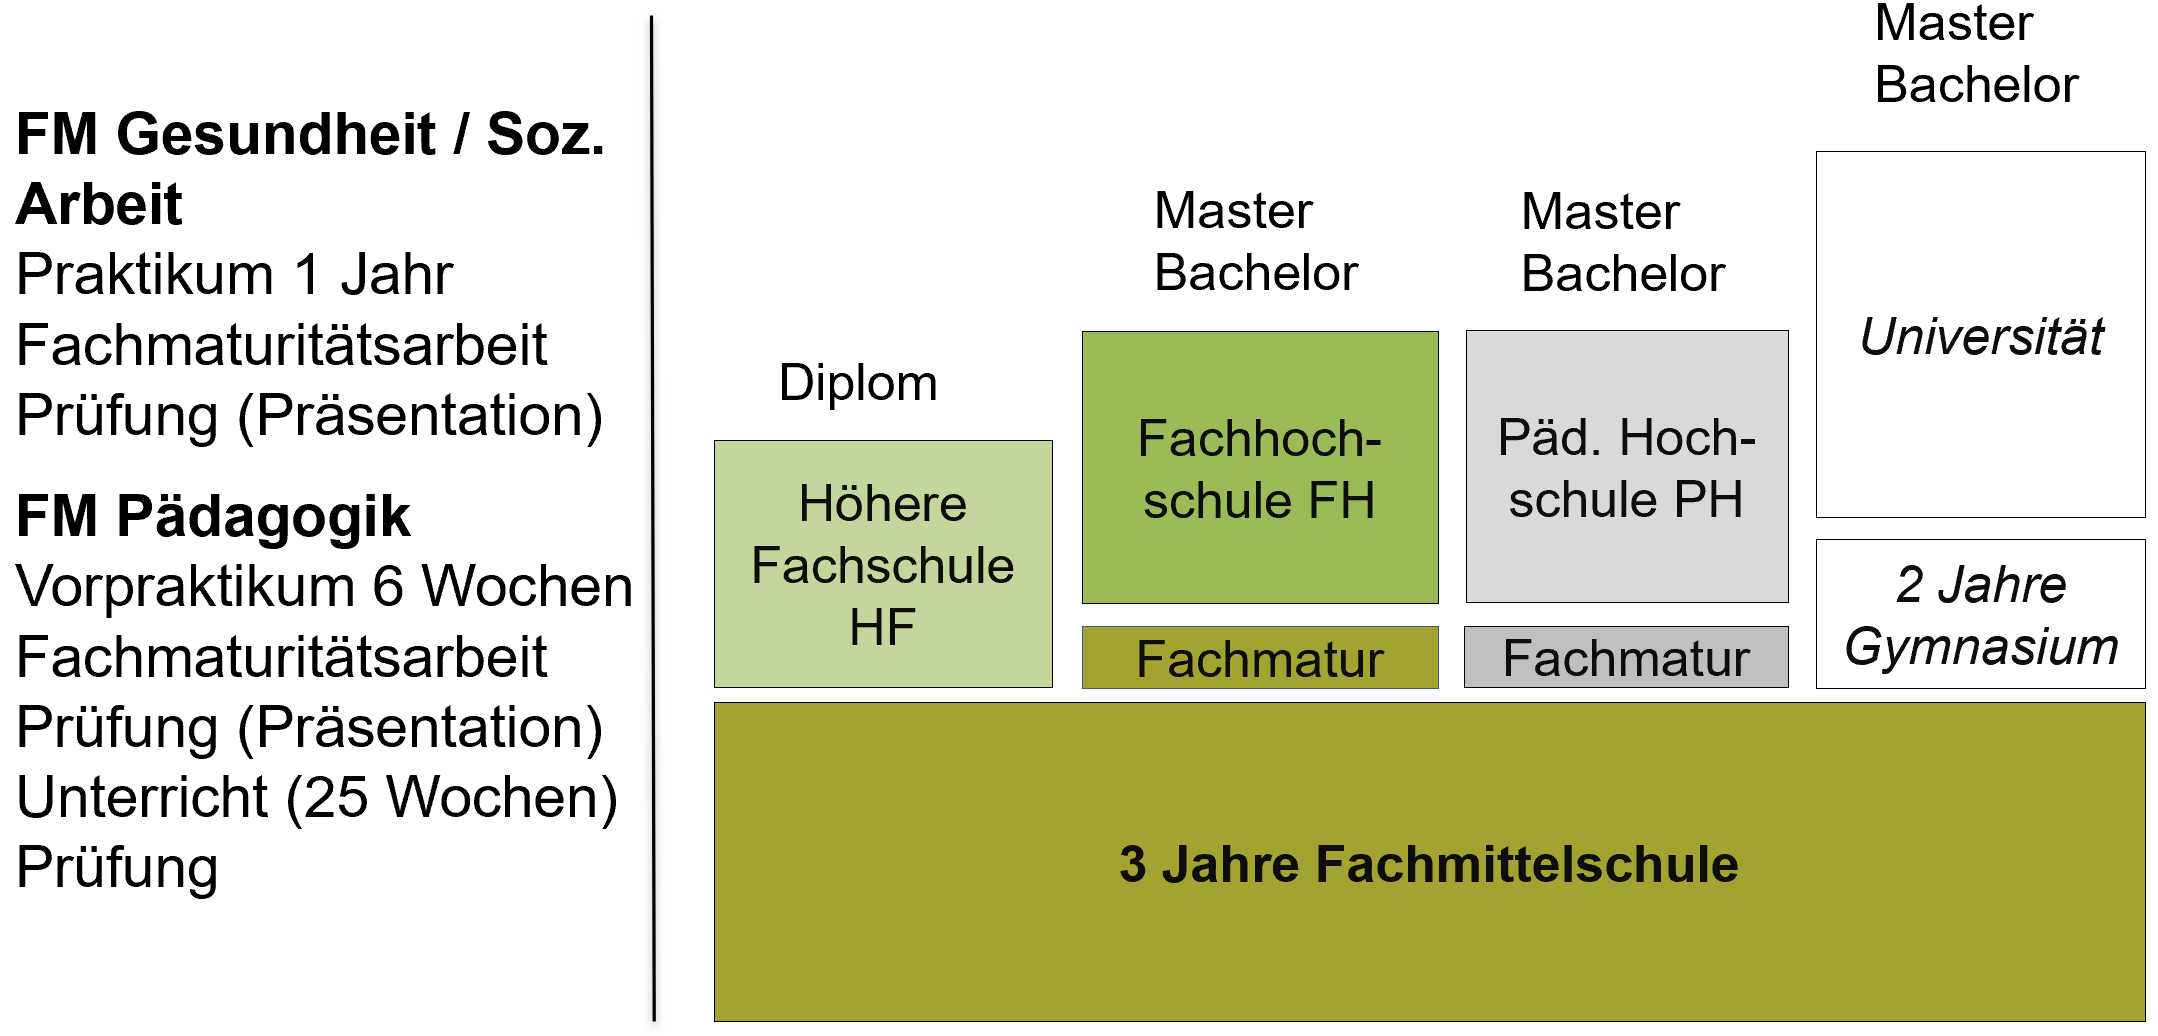 FM Gesundheit / Soz.
Arbeit
Praktikum 1 Jahr
Fachmaturitätsarbeit
Prüfung (Präsentation)
FM Pädagogik
Vorpraktikum 6 Wochen
Fachmaturitätsarbeit
Prüfung (Präsentation)
Unterricht (25 Wochen)
Prüfung
Diplom
Höhere
Fachschule
HF
Master
Bachelor
Fachhoch-
schule FH
Fachmatur
Master
Bachelor
Päd. Hoch-
schule PH
Fachmatur
Master
Bachelor
Universität
2 Jahre
Gymnasium
3 Jahre Fachmittelschule